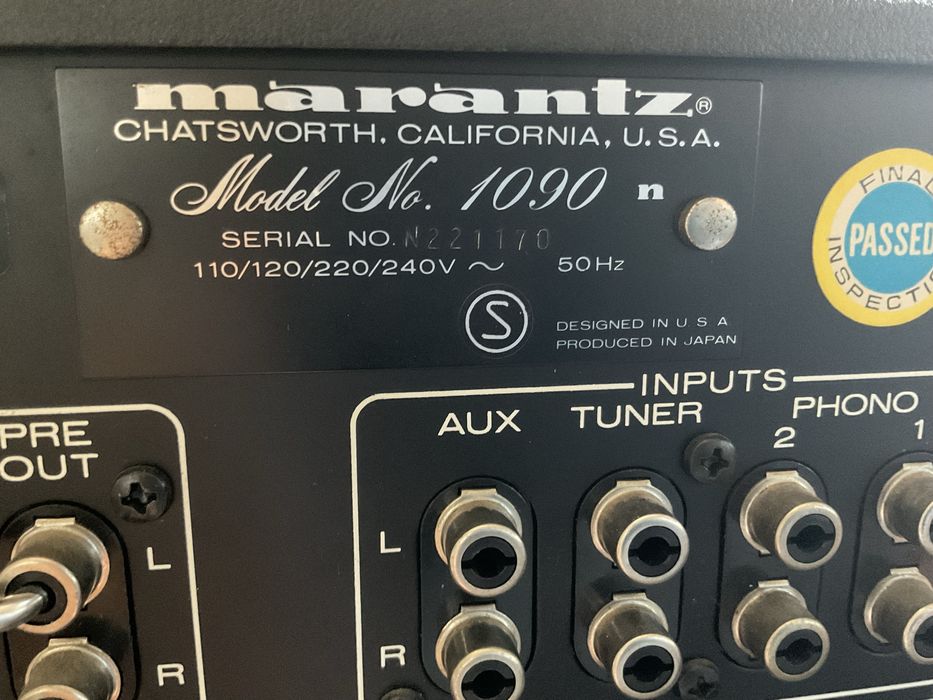 marantz®
CHATSWORTH, CALIFORNIA, U.S.A.
Model No. 1090 n
SERIAL NO. N221170
110/120/220/240V ~ 50Hz
S
DESIGNED IN U S A
PRODUCED IN JAPAN
FINAL
PASSED
INSPECTIO
INPUTS
AUX TUNER PHONO
2 1
PRE
OUT
L
R
L
R